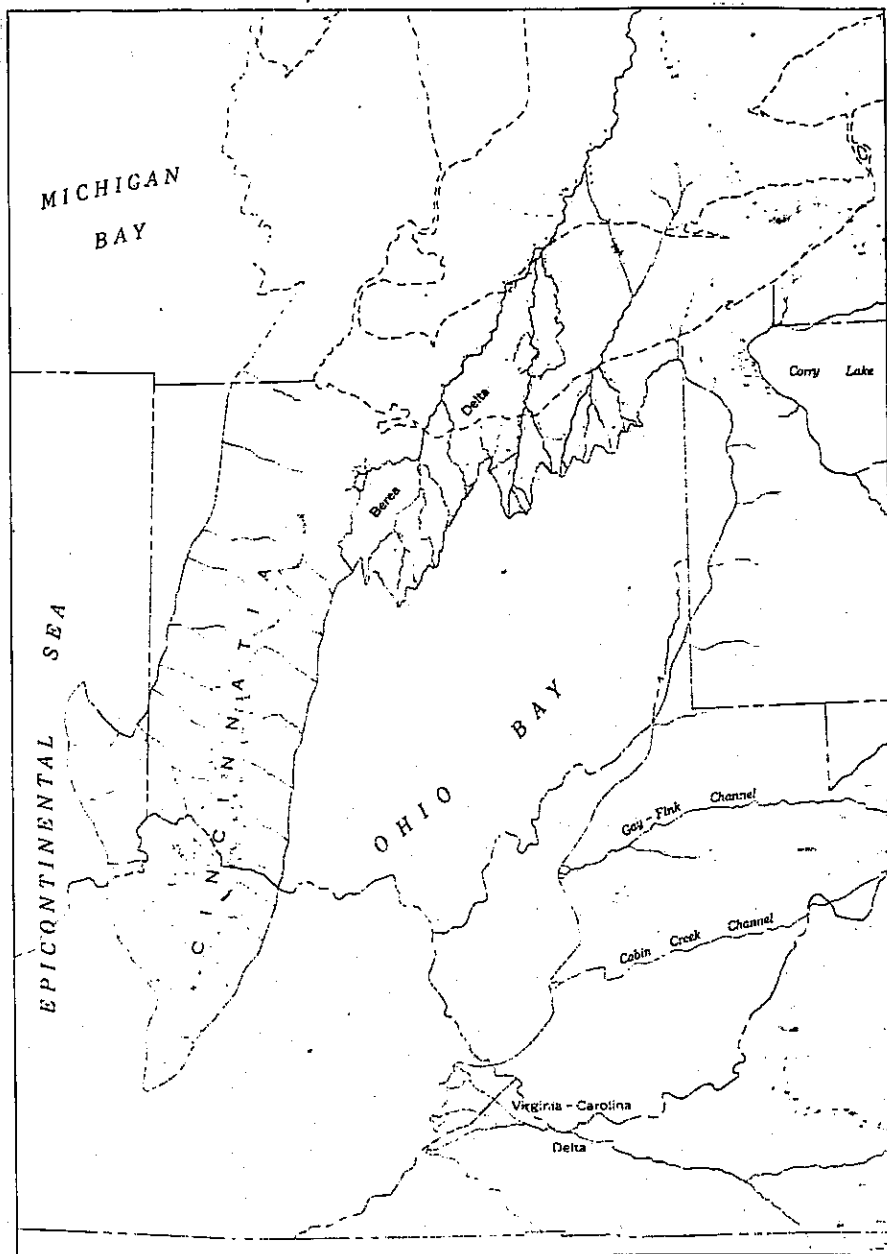 MICHIGAN
BAY
Corry Lake
Delta
Berea
EPICONTINENTAL SEA
CINCINNATIA
OHIO BAY
Gay-Fink Channel
Cabin Creek Channel
Virginia-Carolina
Delta